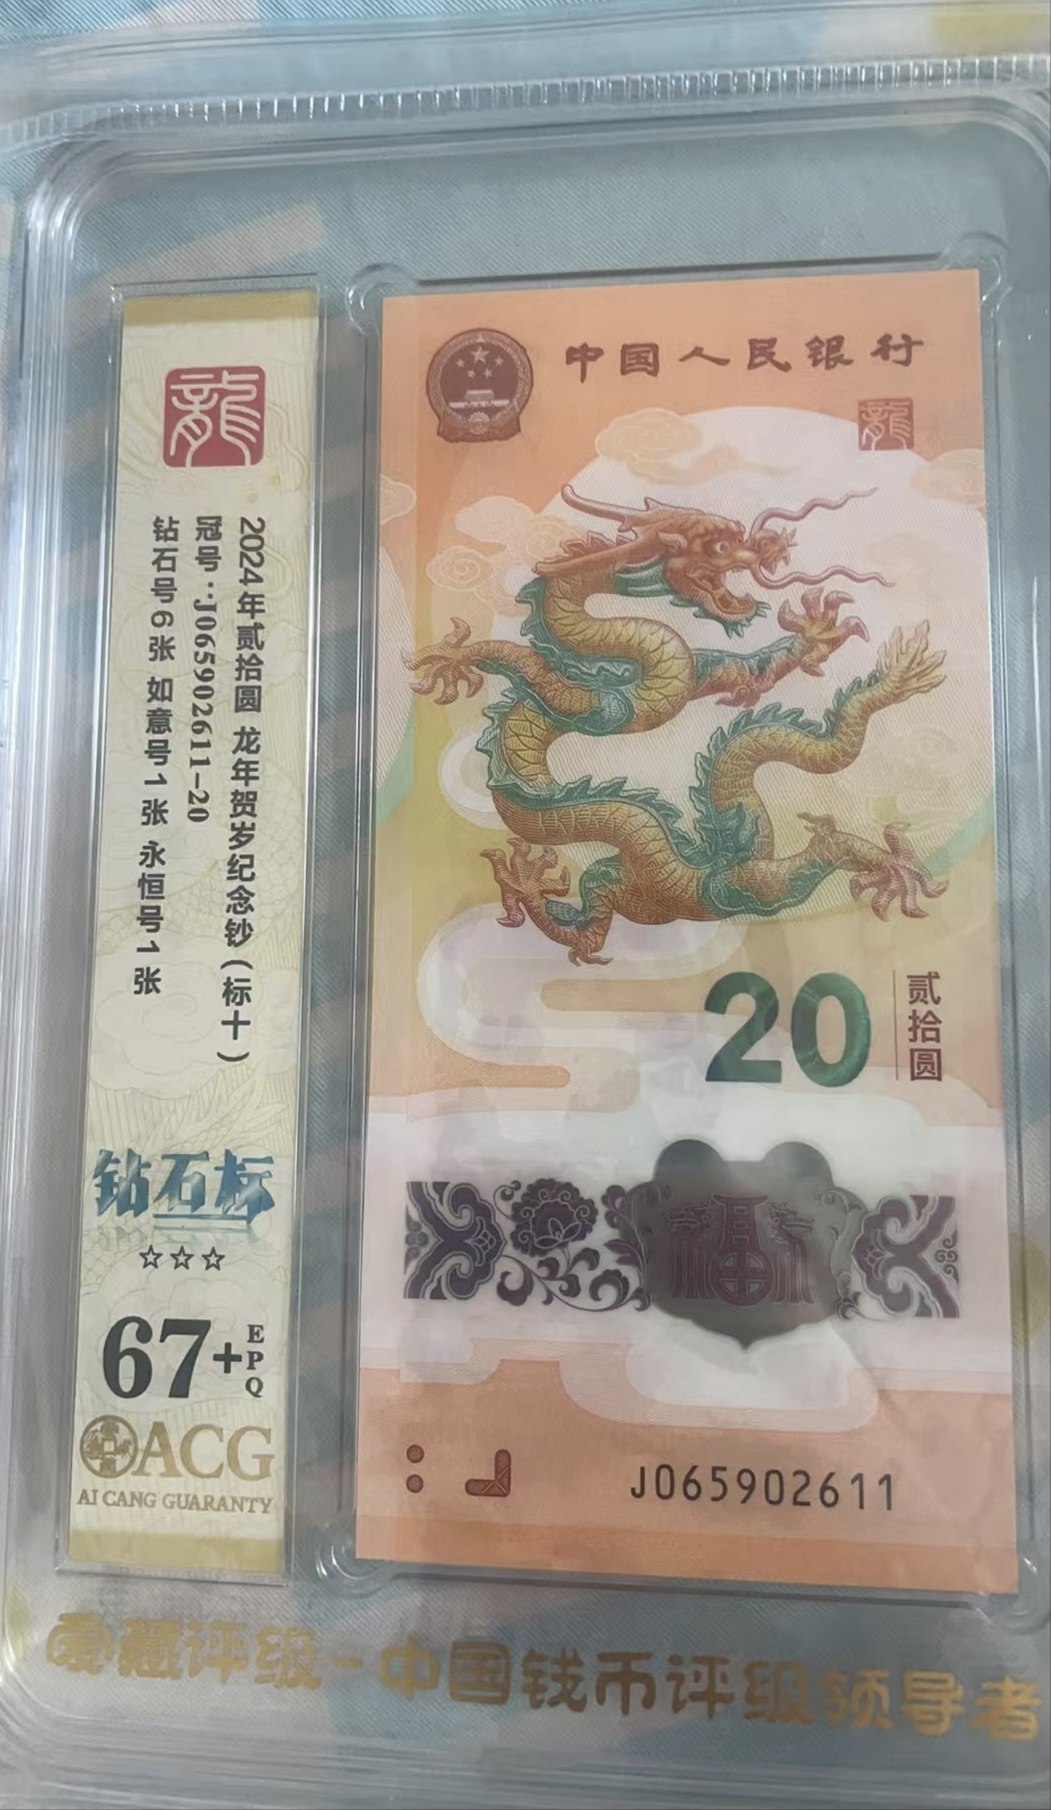 龍
2024年贰拾圆 龙年贺岁纪念钞(标十)
冠号:J065902611-20
钻石号6张 如意号1张 永恒号1张
钻石标
☆☆☆
67+EPQ
ACG
AI CANG GUARANTY
中国人民银行
龍
20
贰拾圆
福
J065902611
爱藏评级-中国钱币评级领导者